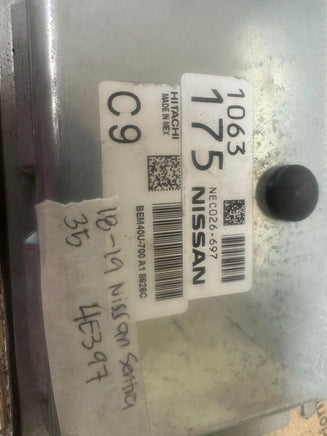 1063
175
NEC026-697
NISSAN
HITACHI
MADE IN MEX
C9
BEM40U-700 A1 8626C
18-19 Nissan Sentra
35
4E397